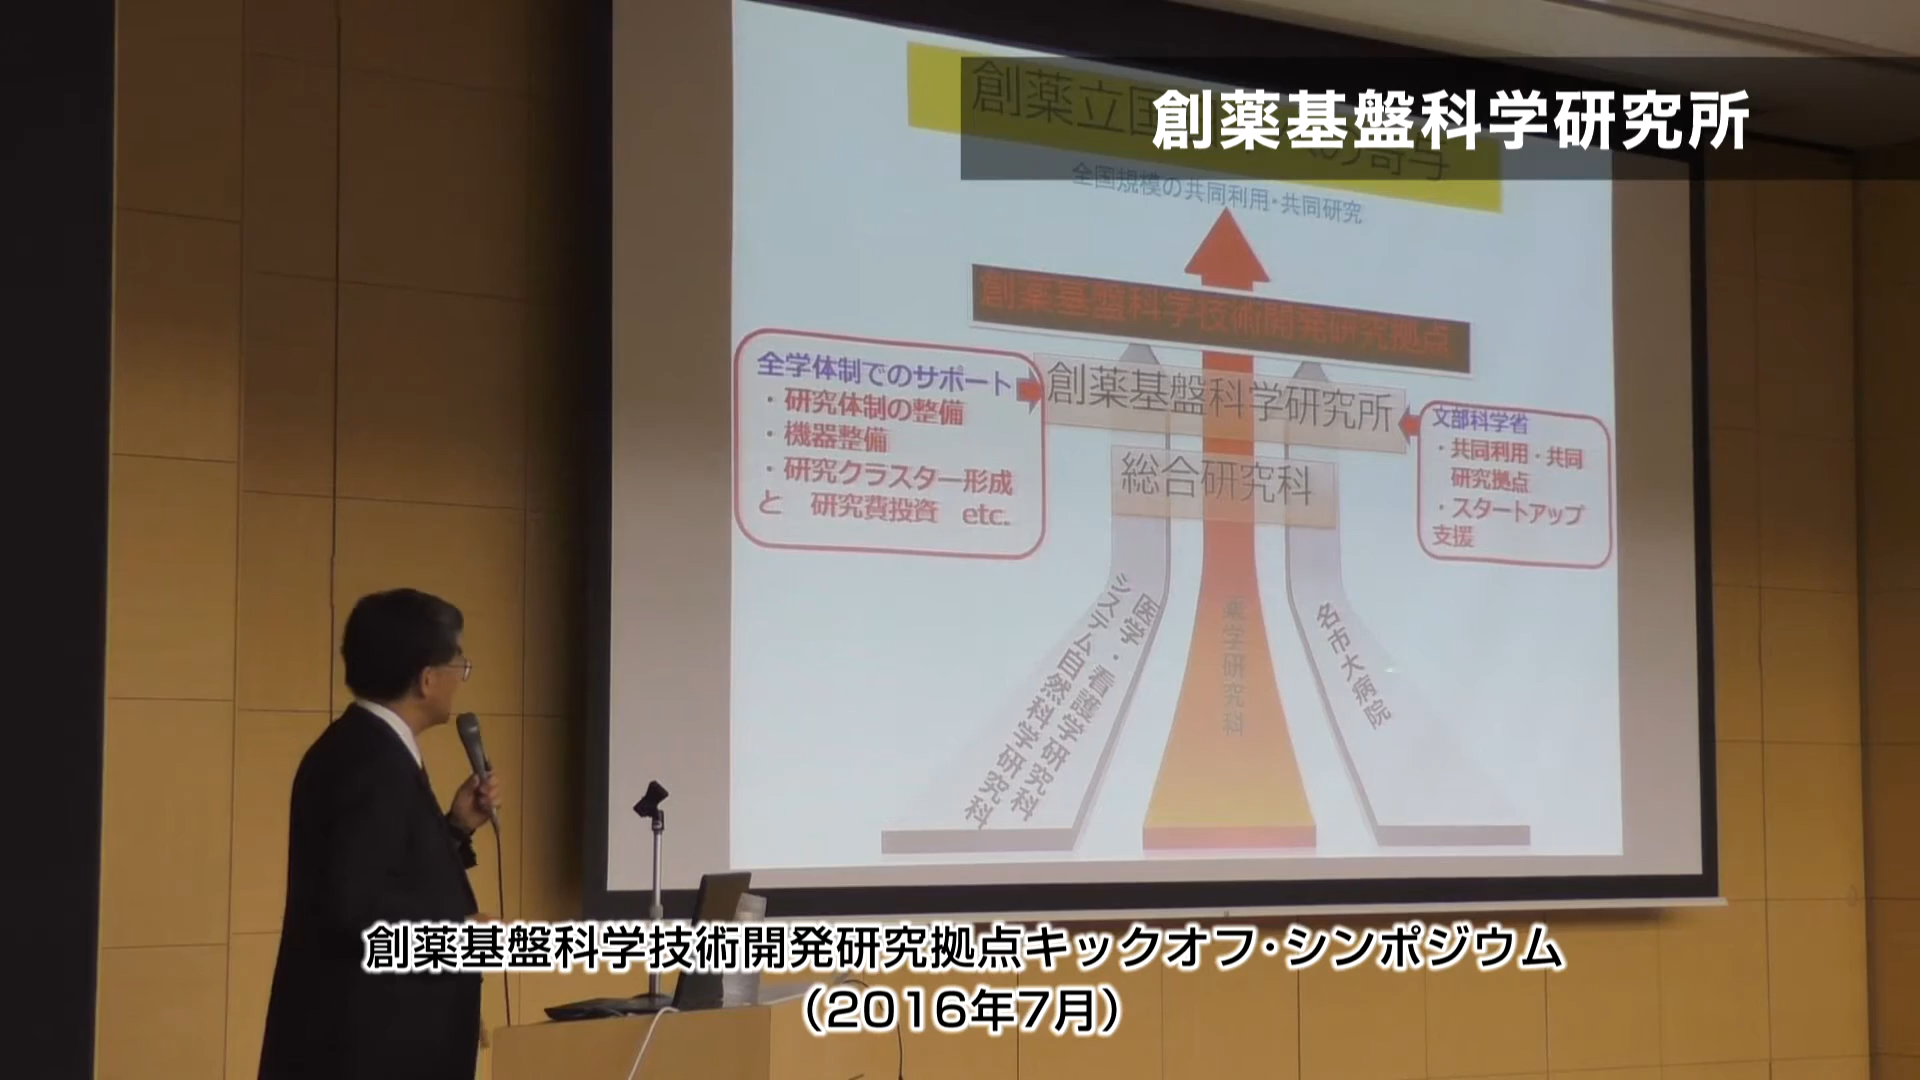 創薬基盤科学研究所
創薬立国
の寄与
全国規模の共同利用・共同研究
創薬基盤科学技術開発研究拠点
全学体制でのサポート
・研究体制の整備
・機器整備
・研究クラスター形成
と 研究費投資 etc.
創薬基盤科学研究所
総合研究科
文部科学省
・共同利用・共同
研究拠点
・スタートアップ
支援
医学・看護学研究科
システム自然科学研究科
薬学研究科
名市大病院
創薬基盤科学技術開発研究拠点キックオフ・シンポジウム
（2016年7月）